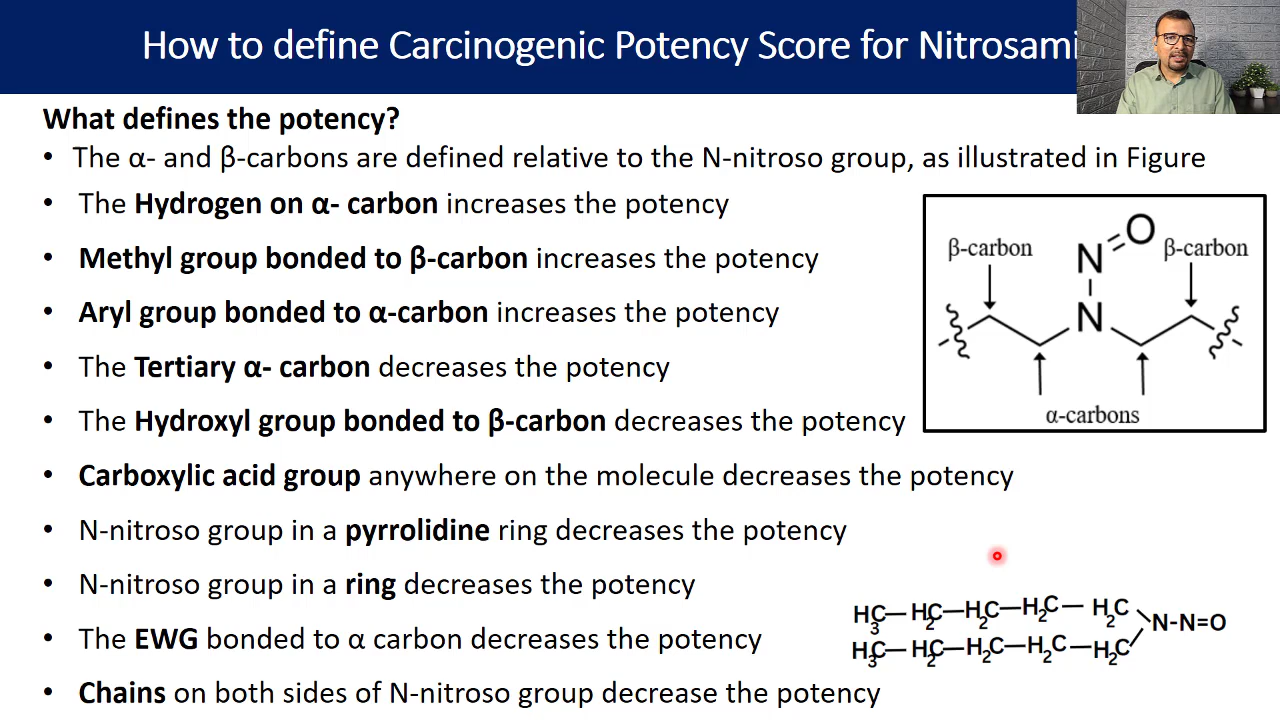 How to define Carcinogenic Potency Score for Nitrosami
What defines the potency?
• The α- and β-carbons are defined relative to the N-nitroso group, as illustrated in Figure
• The Hydrogen on α- carbon increases the potency
• Methyl group bonded to β-carbon increases the potency
• Aryl group bonded to α-carbon increases the potency
• The Tertiary α- carbon decreases the potency
• The Hydroxyl group bonded to β-carbon decreases the potency
• Carboxylic acid group anywhere on the molecule decreases the potency
• N-nitroso group in a pyrrolidine ring decreases the potency
• N-nitroso group in a ring decreases the potency
• The EWG bonded to α carbon decreases the potency
• Chains on both sides of N-nitroso group decrease the potency
β-carbon N=O β-carbon
N
α-carbons
H₃C—H₂C—H₂C—H₂C—H₂C
N-N=O
H₃C—H₂C—H₂C—H₂C—H₂C